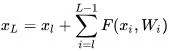 x_L = x_l + \sum_{i=l}^{L-1} F(x_i, W_i)